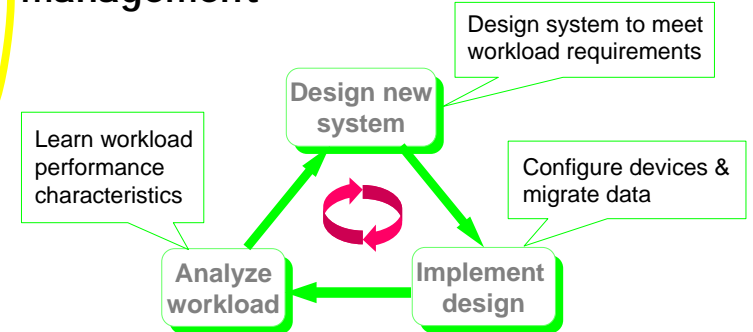 management
Design system to meet
workload requirements
Design new
system
Learn workload
performance
characteristics
Configure devices &
migrate data
Analyze
workload
Implement
design